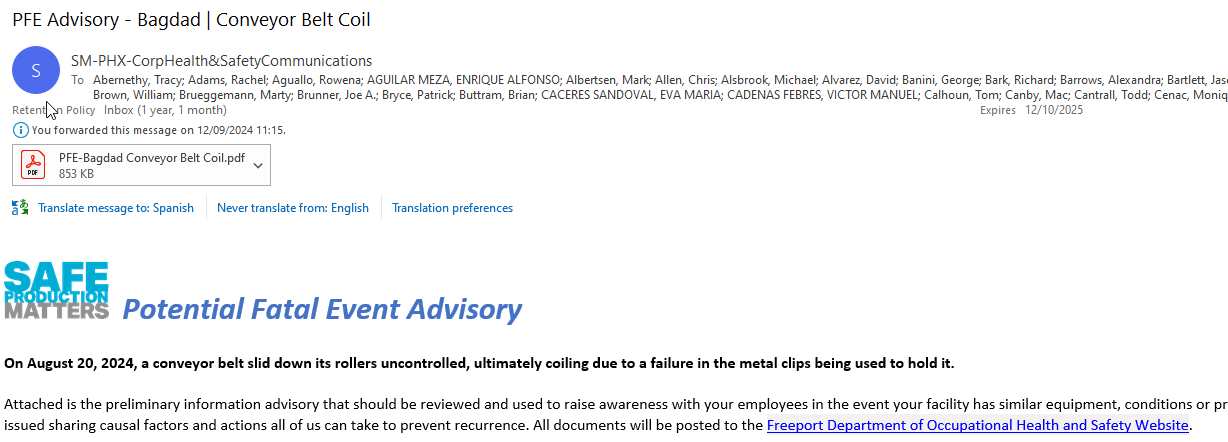 PFE Advisory - Bagdad | Conveyor Belt Coil
S
SM-PHX-CorpHealth&SafetyCommunications
To Abernethy, Tracy; Adams, Rachel; Aguallo, Rowena; AGUILAR MEZA, ENRIQUE ALFONSO; Albertsen, Mark; Allen, Chris; Alsbrook, Michael; Alvarez, David; Banini, George; Bark, Richard; Barrows, Alexandra; Bartlett, Jas
Brown, William; Brueggemann, Marty; Brunner, Joe A.; Bryce, Patrick; Buttram, Brian; CACERES SANDOVAL, EVA MARIA; CADENAS FEBRES, VICTOR MANUEL; Calhoun, Tom; Canby, Mac; Cantrall, Todd; Cenac, Moniq
Retention Policy Inbox (1 year, 1 month) Expires 12/10/2025
You forwarded this message on 12/09/2024 11:15.
PDF
PFE-Bagdad Conveyor Belt Coil.pdf
853 KB
Translate message to: Spanish Never translate from: English Translation preferences
SAFE
PRODUCTION
MATTERS
Potential Fatal Event Advisory
On August 20, 2024, a conveyor belt slid down its rollers uncontrolled, ultimately coiling due to a failure in the metal clips being used to hold it.
Attached is the preliminary information advisory that should be reviewed and used to raise awareness with your employees in the event your facility has similar equipment, conditions or pr
issued sharing causal factors and actions all of us can take to prevent recurrence. All documents will be posted to the Freeport Department of Occupational Health and Safety Website.